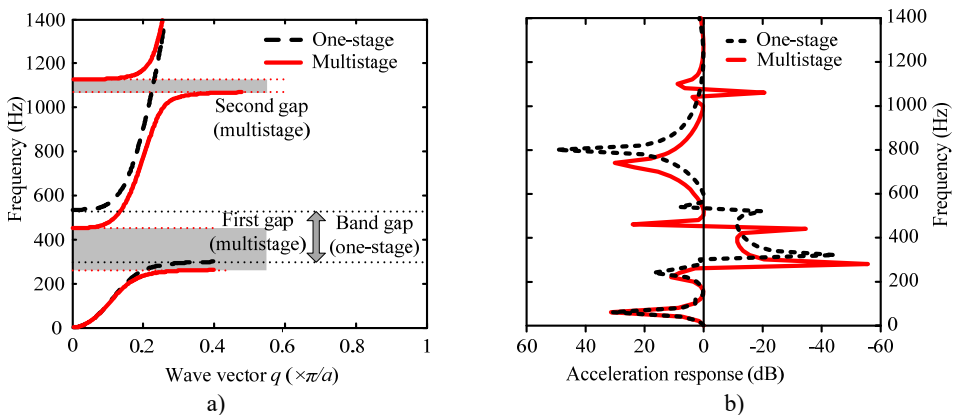 1400
1200
1000
800
600
400
200
0
Frequency (Hz)
One-stage
Multistage
Second gap
(multistage)
First gap
(multistage)
Band gap
(one-stage)
0 0.2 0.4 0.6 0.8 1
Wave vector q (×π/a)
a)
One-stage
Multistage
1400
1200
1000
800
600
400
200
0
Frequency (Hz)
60 40 20 0 -20 -40 -60
Acceleration response (dB)
b)